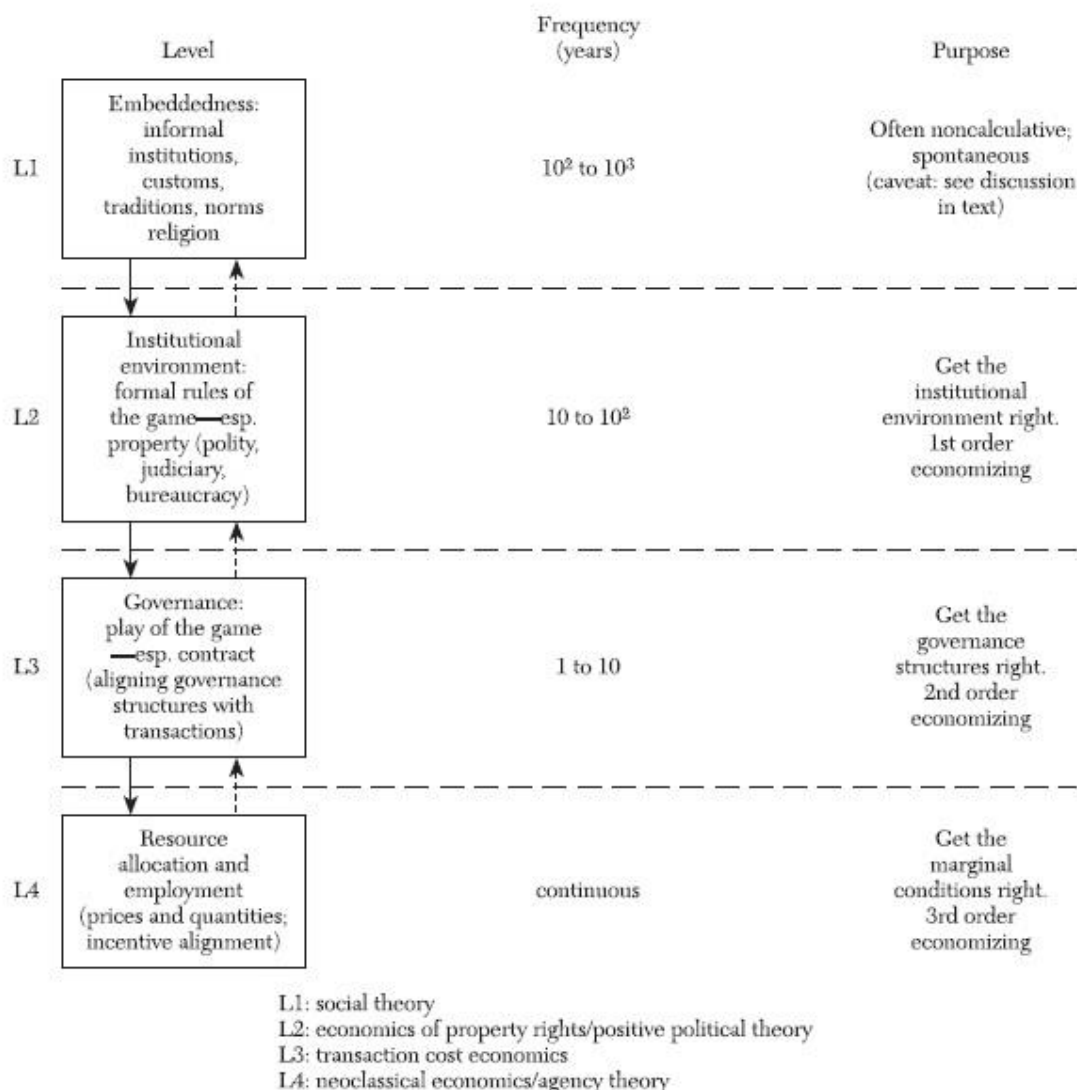 Level
Frequency
(years)
Purpose
L1
Embeddedness:
informal
institutions,
customs,
traditions, norms
religion
10² to 10³
Often noncalculative;
spontaneous
(caveat: see discussion
in text)
L2
Institutional
environment:
formal rules of
the game—esp.
property (polity,
judiciary,
bureaucracy)
10 to 10²
Get the
institutional
environment right.
1st order
economizing
L3
Governance:
play of the game
—esp. contract
(aligning governance
structures with
transactions)
1 to 10
Get the
governance
structures right.
2nd order
economizing
L4
Resource
allocation and
employment
(prices and quantities;
incentive alignment)
continuous
Get the
marginal
conditions right.
3rd order
economizing
L1: social theory
L2: economics of property rights/positive political theory
L3: transaction cost economics
L4: neoclassical economics/agency theory